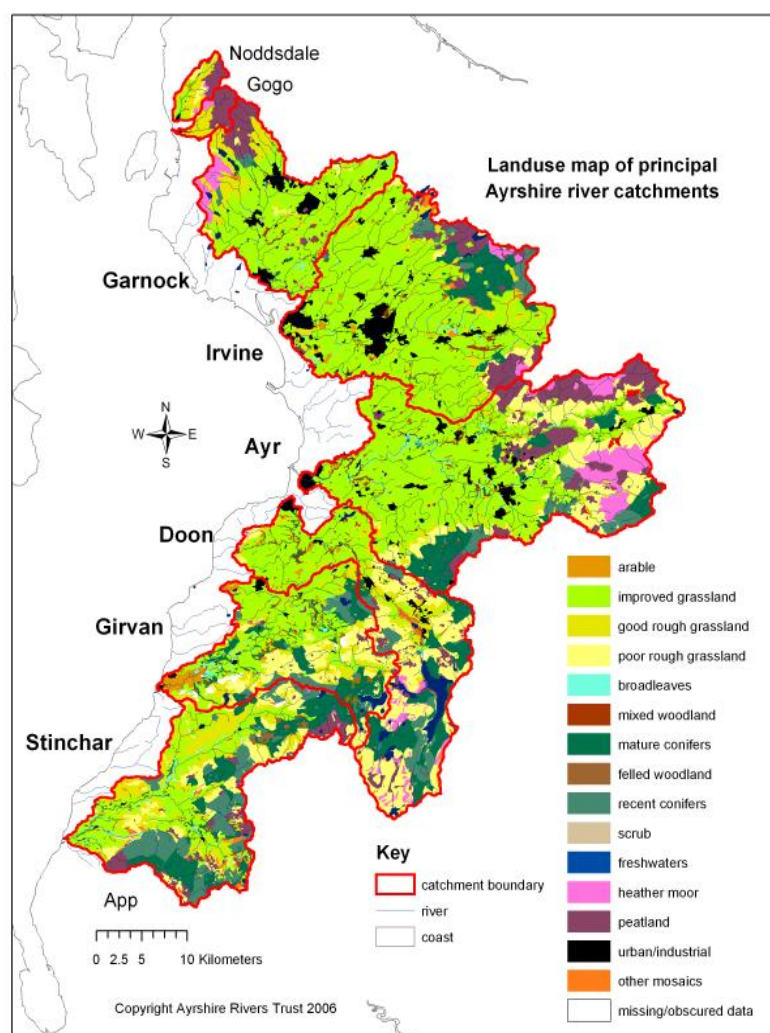 Noddsdale
Gogo
Landuse map of principal
Ayrshire river catchments
Garnock
Irvine
N
W E
S
Ayr
Doon
Girvan
Stinchar
App
arable
improved grassland
good rough grassland
poor rough grassland
broadleaves
mixed woodland
mature conifers
felled woodland
recent conifers
scrub
freshwaters
heather moor
peatland
urban/industrial
other mosaics
missing/obscured data
Key
catchment boundary
river
coast
0 2.5 5 10 Kilometers
Copyright Ayrshire Rivers Trust 2006